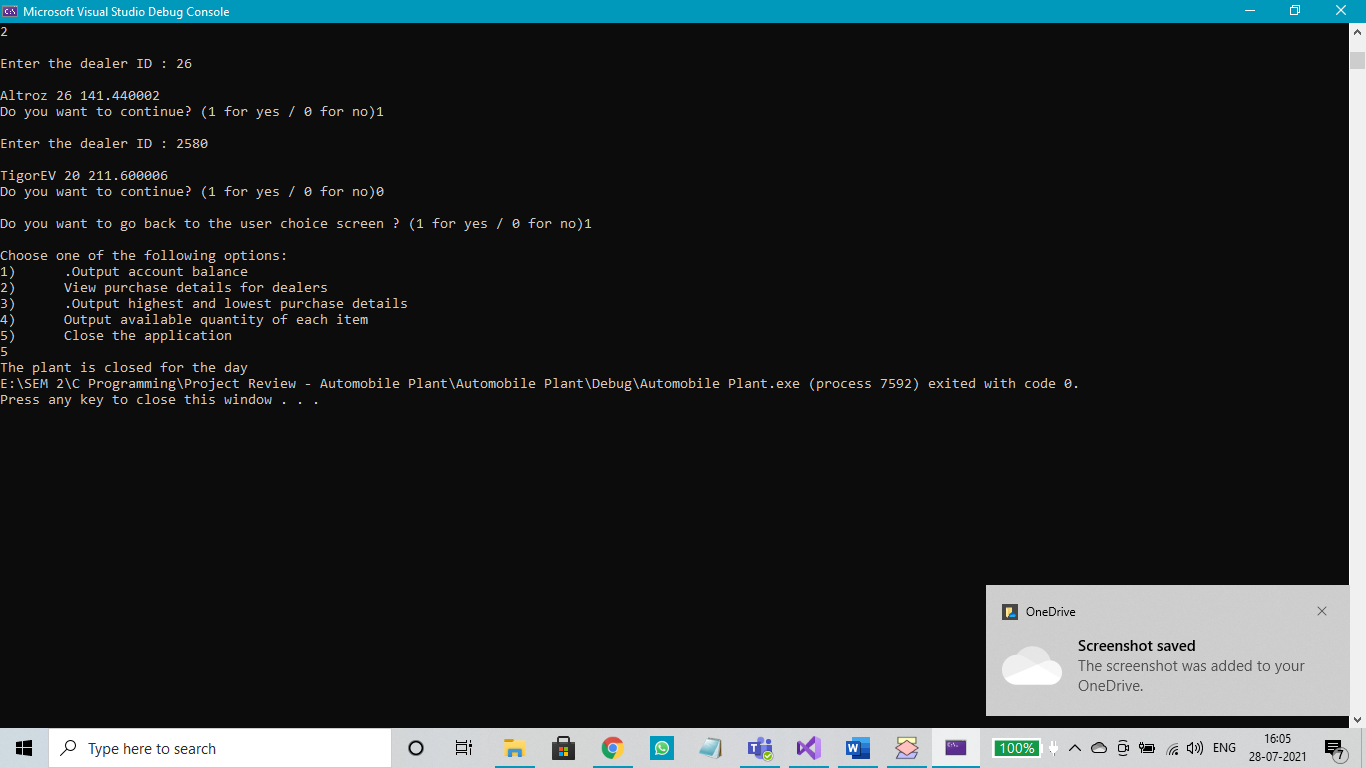 Microsoft Visual Studio Debug Console
2
Enter the dealer ID : 26
Altroz 26 141.440002
Do you want to continue? (1 for yes / 0 for no)1
Enter the dealer ID : 2580
TigorEV 20 211.600006
Do you want to continue? (1 for yes / 0 for no)0
Do you want to go back to the user choice screen ? (1 for yes / 0 for no)1
Choose one of the following options:
1)      .Output account balance
2)      View purchase details for dealers
3)      .Output highest and lowest purchase details
4)      Output available quantity of each item
5)      Close the application
5
The plant is closed for the day
E:\SEM 2\C Programming\Project Review - Automobile Plant\Automobile Plant\Debug\Automobile Plant.exe (process 7592) exited with code 0.
Press any key to close this window . . .
OneDrive
Screenshot saved
The screenshot was added to your
OneDrive.
Type here to search
100%
ENG
16:05
28-07-2021
7